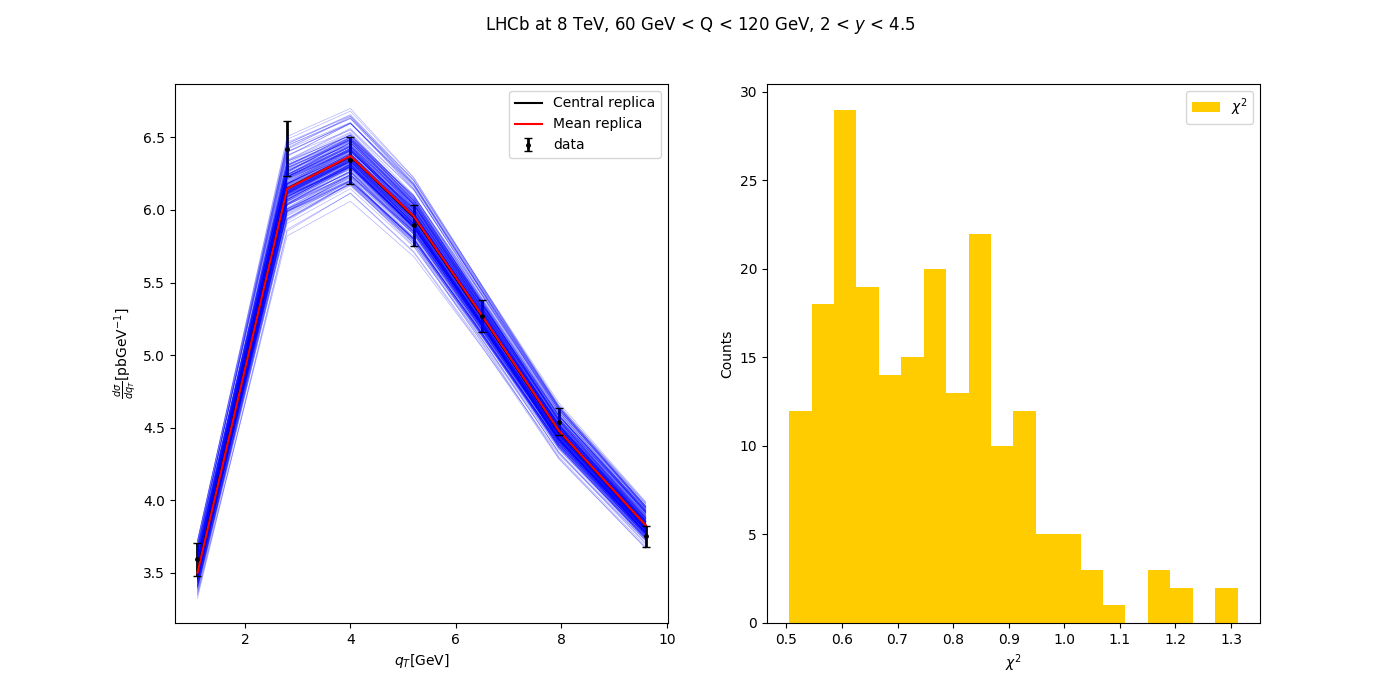 LHCb at 8 TeV, 60 GeV < Q < 120 GeV, 2 < y < 4.5
Central replica
Mean replica
data
6.5
6.0
5.5
5.0
4.5
4.0
3.5
dσ/dq_T [pbGeV⁻¹]
2 4 6 8 10
q_T[GeV]
χ²
30
25
20
15
10
5
0
Counts
0.5 0.6 0.7 0.8 0.9 1.0 1.1 1.2 1.3
χ²